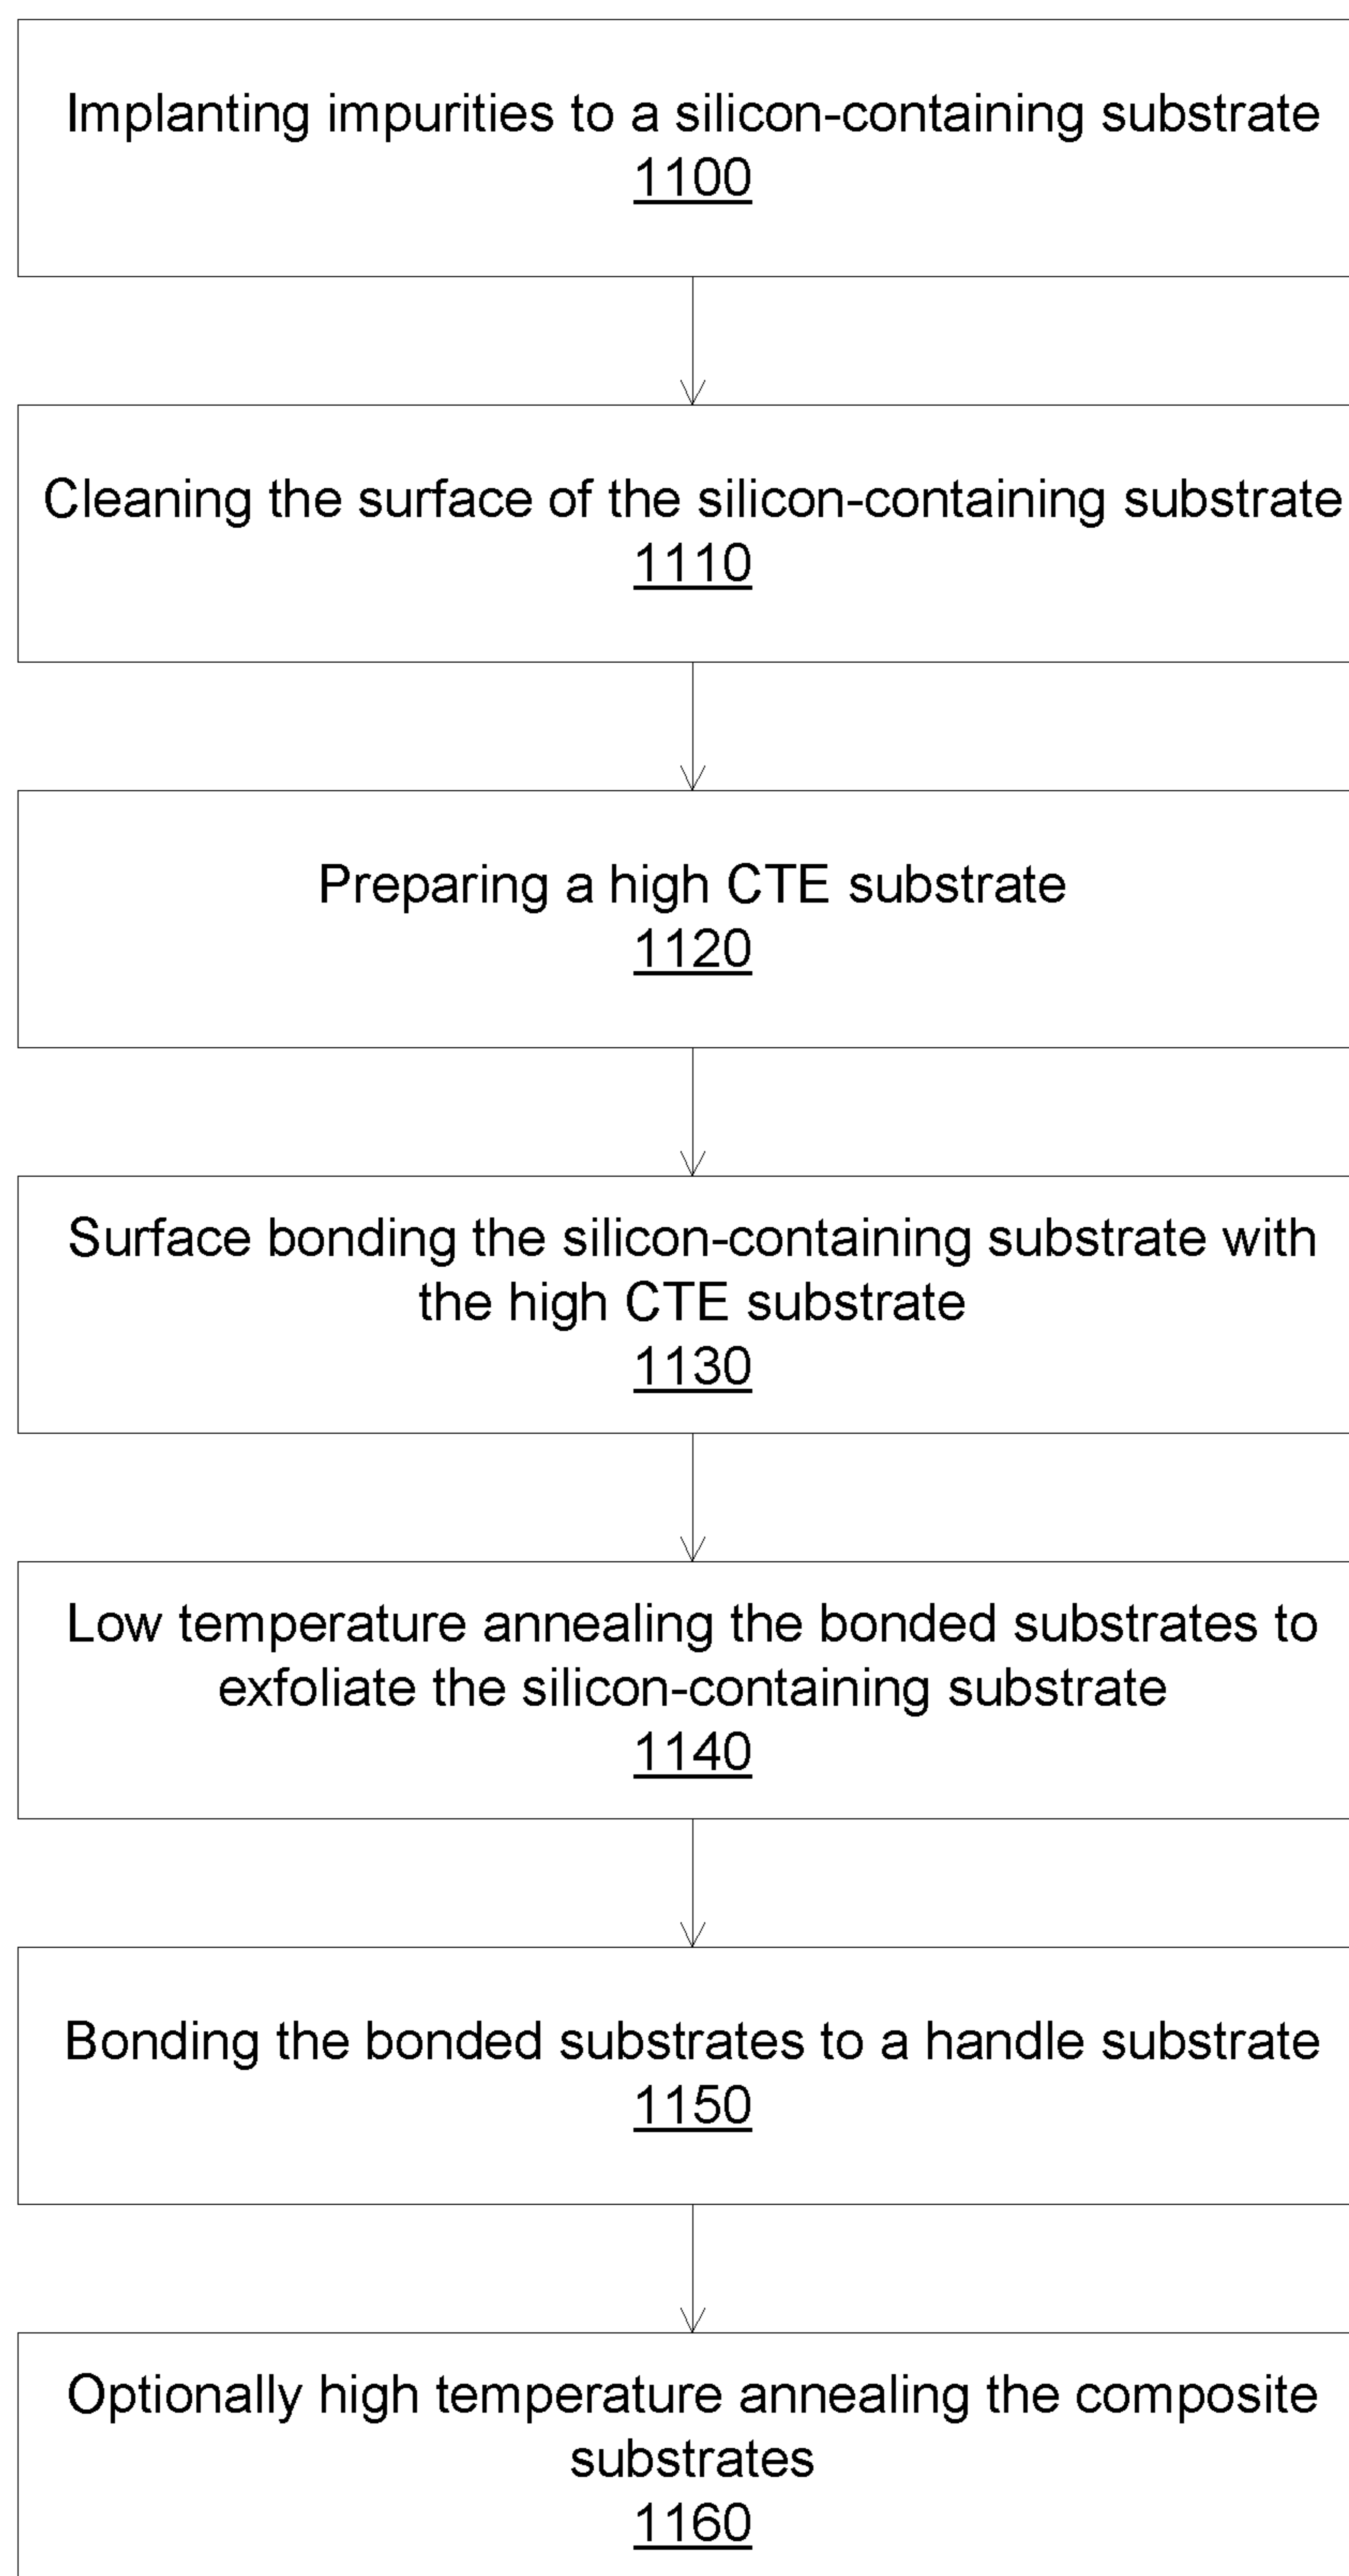 Implanting impurities to a silicon-containing substrate
1100
Cleaning the surface of the silicon-containing substrate
1110
Preparing a high CTE substrate
1120
Surface bonding the silicon-containing substrate with
the high CTE substrate
1130
Low temperature annealing the bonded substrates to
exfoliate the silicon-containing substrate
1140
Bonding the bonded substrates to a handle substrate
1150
Optionally high temperature annealing the composite
substrates
1160